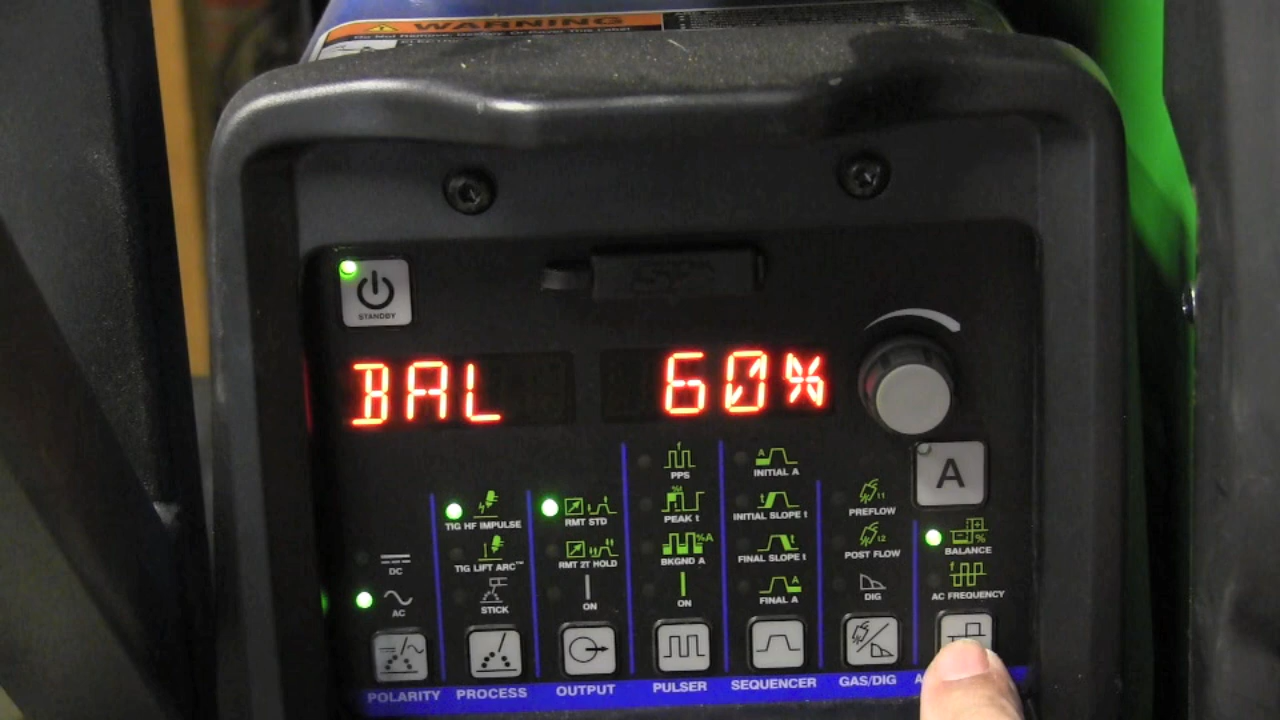 WARNING
STANDBY
BAL 60%
A
PPS
INITIAL A
TIG HF IMPULSE
RMT STD
PEAK t
INITIAL SLOPE t
PREFLOW
DC
TIG LIFT ARC™
RMT 2T HOLD
BKGND A
FINAL SLOPE t
POST FLOW
BALANCE
AC
STICK
ON
ON
FINAL A
DIG
AC FREQUENCY
POLARITY PROCESS OUTPUT PULSER SEQUENCER GAS/DIG